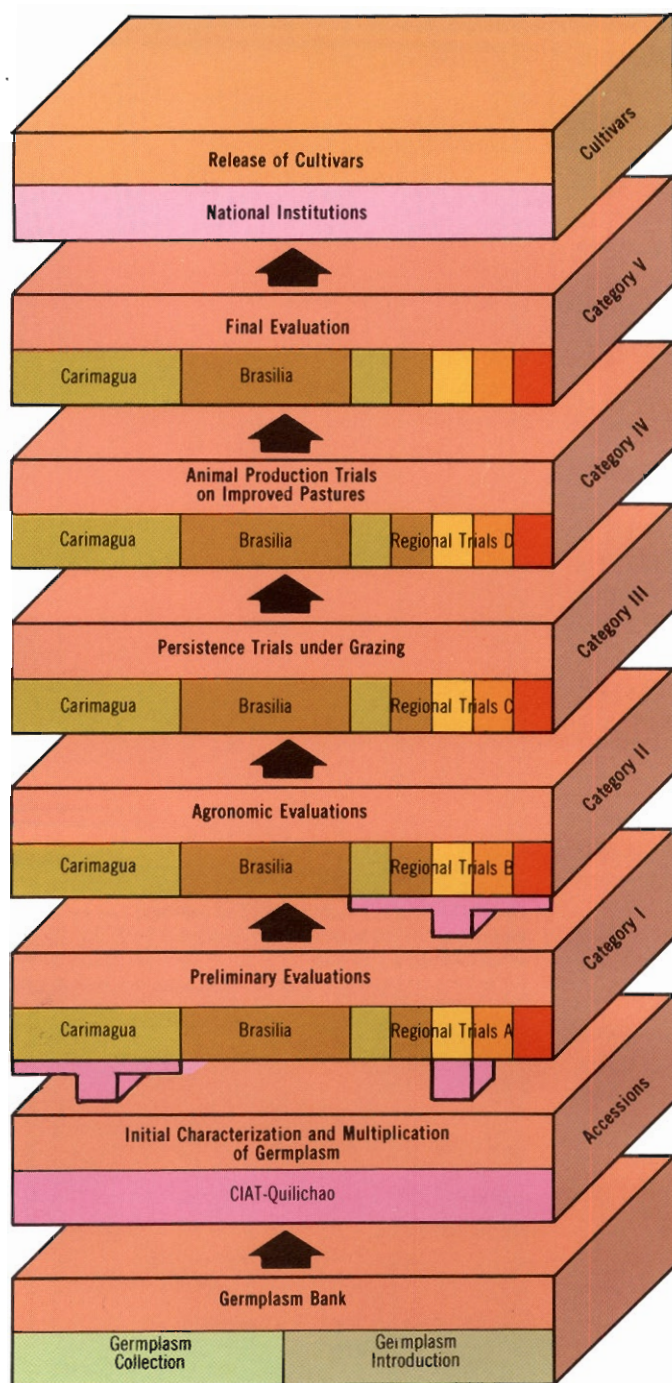 Release of Cultivars
National Institutions
Cultivars
Final Evaluation
Carimagua
Brasilia
Category V
Animal Production Trials
on Improved Pastures
Carimagua
Brasilia
Regional Trials D
Category IV
Persistence Trials under Grazing
Carimagua
Brasilia
Regional Trials C
Category III
Agronomic Evaluations
Carimagua
Brasilia
Regional Trials B
Category II
Preliminary Evaluations
Carimagua
Brasilia
Regional Trials A
Category I
Initial Characterization and Multiplication
of Germplasm
CIAT-Quilichao
Accessions
Germplasm Bank
Germplasm
Collection
Germplasm
Introduction